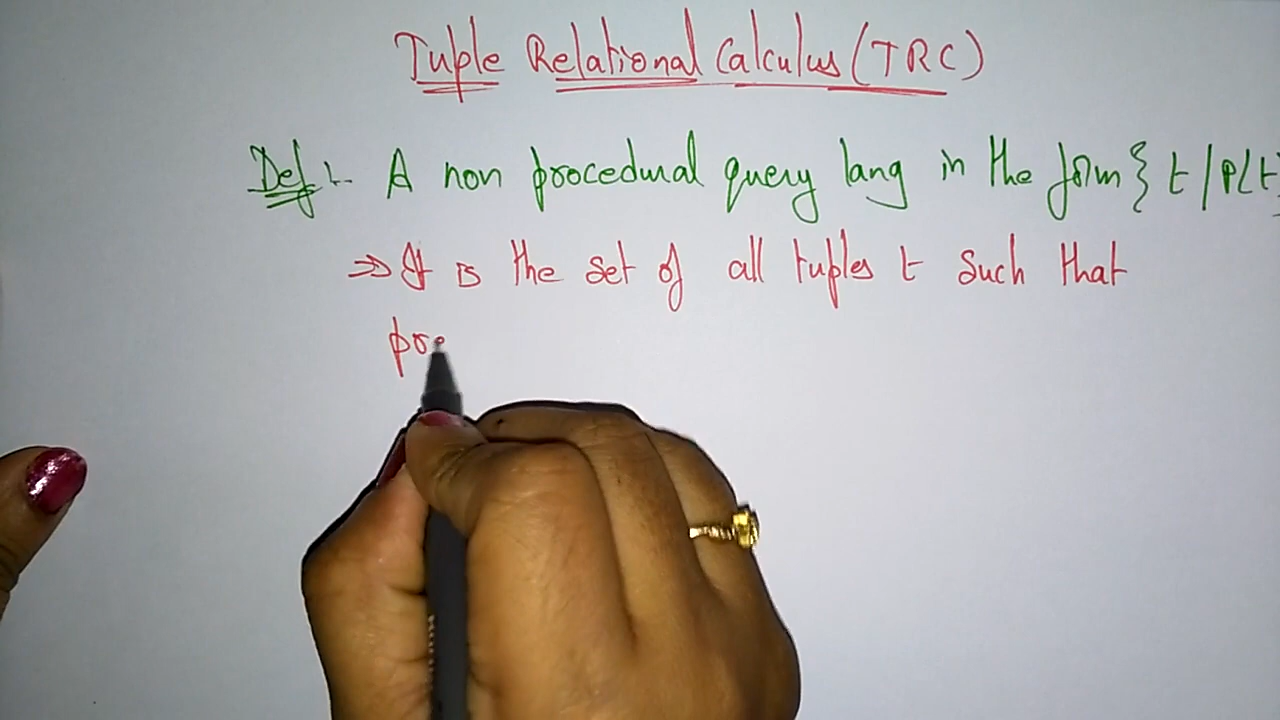 Tuple Relational Calculus (TRC)
Def :- A non procedural query lang in the form } t / P(t)
=> It is the set of all tuples t such that
pre